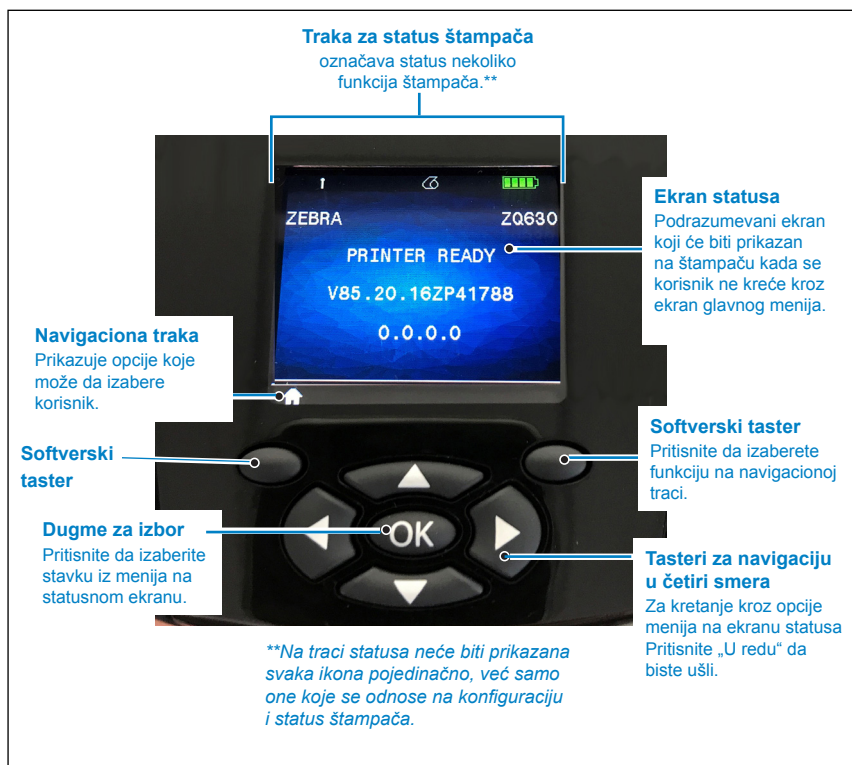 Traka za status štampača
označava status nekoliko
funkcija štampača.**
ZEBRA ZQ630
PRINTER READY
V85.20.16ZP41788
0.0.0.0
Ekran statusa
Podrazumevani ekran
koji će biti prikazan
na štampaču kada se
korisnik ne kreće kroz
ekran glavnog menija.
Navigaciona traka
Prikazuje opcije koje
može da izabere
korisnik.
Softverski
taster
Softverski taster
Pritisnite da izaberete
funkciju na navigacionoj
traci.
Dugme za izbor
Pritisnite da izaberite
stavku iz menija na
statusnom ekranu.
OK
Tasteri za navigaciju
u četiri smera
Za kretanje kroz opcije
menija na ekranu statusa
Pritisnite „U redu“ da
biste ušli.
**Na traci statusa neće biti prikazana
svaka ikona pojedinačno, već samo
one koje se odnose na konfiguraciju
i status štampača.